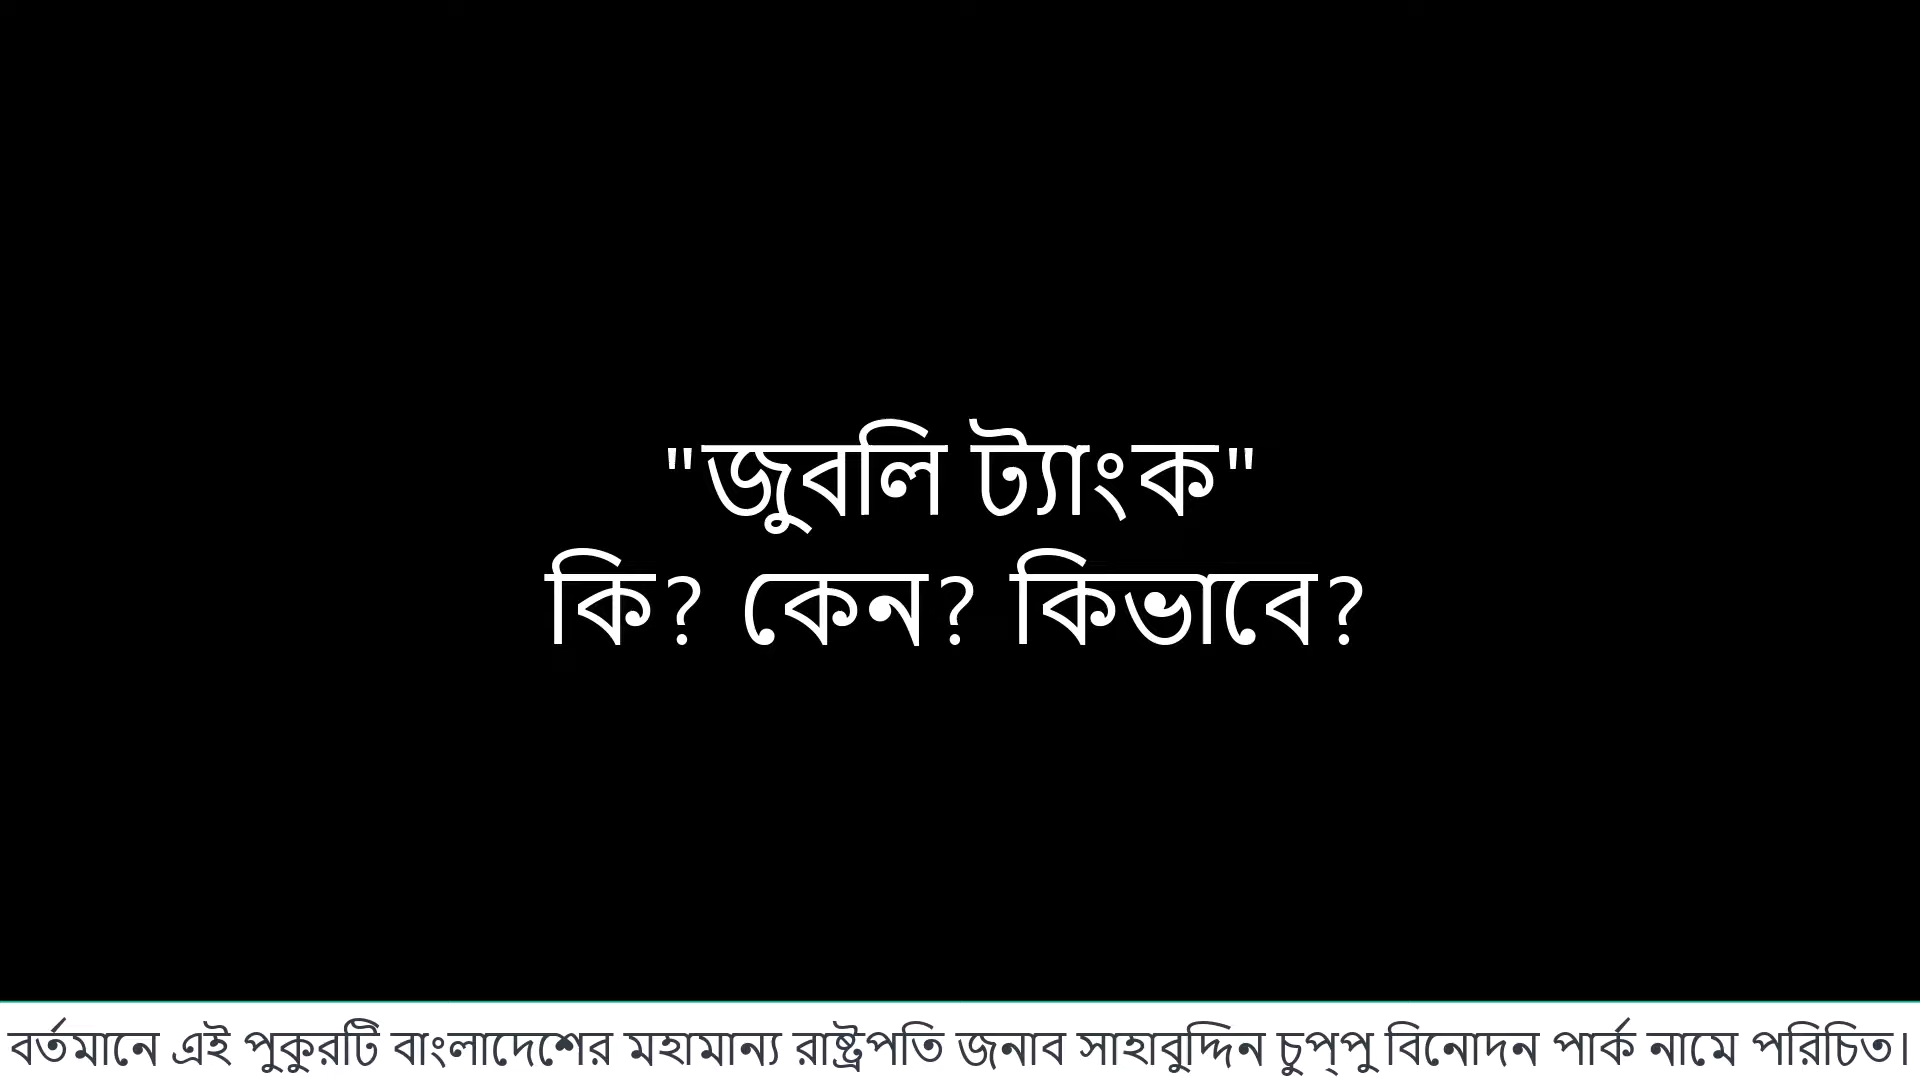 "জুবলি ট্যাংক"
কি? কেন? কিভাবে?
বর্তমানে এই পুকুরটি বাংলাদেশের মহামান্য রাষ্ট্রপতি জনাব সাহাবুদ্দিন চুপ্‌পু বিনোদন পার্ক নামে পরিচিত।